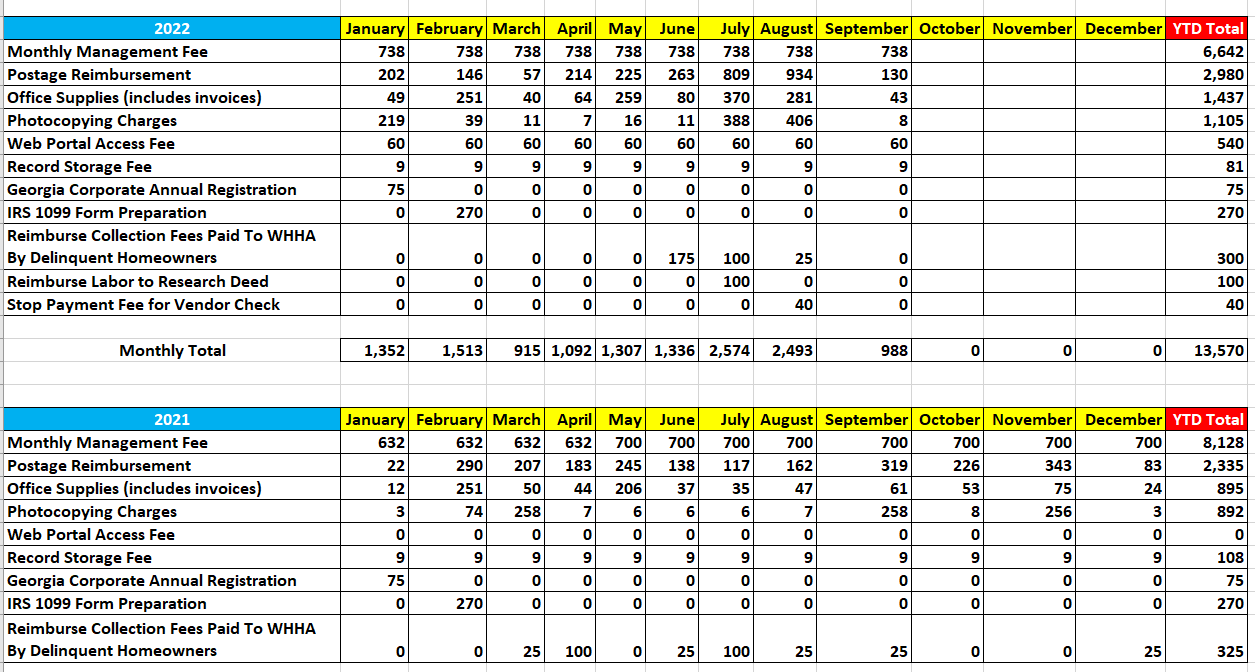 2022 January February March April May June July August September October November December YTD Total
Monthly Management Fee 738 738 738 738 738 738 738 738 738 6,642
Postage Reimbursement 202 146 57 214 225 263 809 934 130 2,980
Office Supplies (includes invoices) 49 251 40 64 259 80 370 281 43 1,437
Photocopying Charges 219 39 11 7 16 11 388 406 8 1,105
Web Portal Access Fee 60 60 60 60 60 60 60 60 60 540
Record Storage Fee 9 9 9 9 9 9 9 9 9 81
Georgia Corporate Annual Registration 75 0 0 0 0 0 0 0 0 75
IRS 1099 Form Preparation 0 270 0 0 0 0 0 0 0 270
Reimburse Collection Fees Paid To WHHA
By Delinquent Homeowners 0 0 0 0 0 175 100 25 0 300
Reimburse Labor to Research Deed 0 0 0 0 0 0 100 0 0 100
Stop Payment Fee for Vendor Check 0 0 0 0 0 0 0 40 0 40
Monthly Total 1,352 1,513 915 1,092 1,307 1,336 2,574 2,493 988 0 0 0 13,570
2021 January February March April May June July August September October November December YTD Total
Monthly Management Fee 632 632 632 632 700 700 700 700 700 700 700 700 8,128
Postage Reimbursement 22 290 207 183 245 138 117 162 319 226 343 83 2,335
Office Supplies (includes invoices) 12 251 50 44 206 37 35 47 61 53 75 24 895
Photocopying Charges 3 74 258 7 6 6 6 7 258 8 256 3 892
Web Portal Access Fee 0 0 0 0 0 0 0 0 0 0 0 0 0
Record Storage Fee 9 9 9 9 9 9 9 9 9 9 9 9 108
Georgia Corporate Annual Registration 75 0 0 0 0 0 0 0 0 0 0 0 75
IRS 1099 Form Preparation 0 270 0 0 0 0 0 0 0 0 0 0 270
Reimburse Collection Fees Paid To WHHA
By Delinquent Homeowners 0 0 25 100 0 25 100 25 25 0 0 25 325